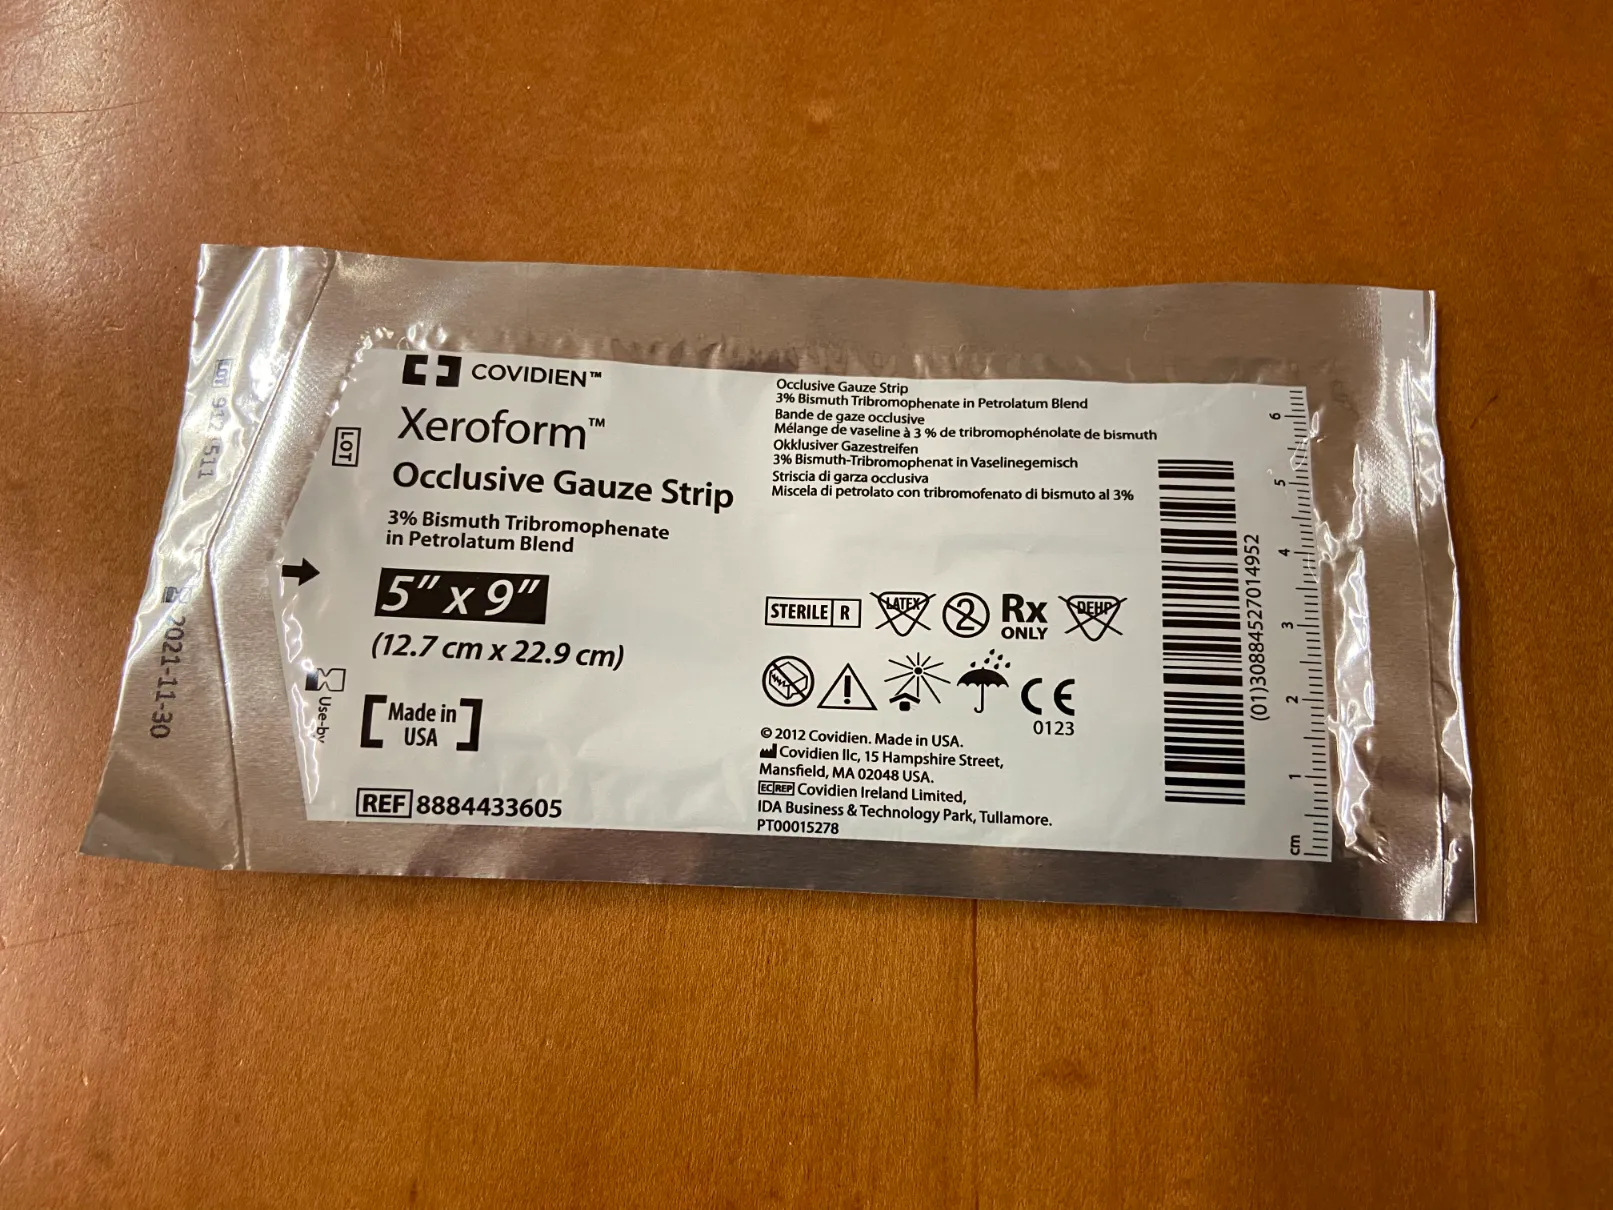 COVIDIEN™
Xeroform™
Occlusive Gauze Strip
3% Bismuth Tribromophenate
in Petrolatum Blend
5" x 9"
(12.7 cm x 22.9 cm)
Made in
USA
REF 8884433605
LOT
Use-by
LOT
511
2021-11-30
Occlusive Gauze Strip
3% Bismuth Tribromophenate in Petrolatum Blend
Bande de gaze occlusive
Mélange de vaseline à 3 % de tribromophénolate de bismuth
Okklusiver Gazestreifen
3% Bismuth-Tribromophenat in Vaselinegemisch
Striscia di garza occlusiva
Miscela di petrolato con tribromofenato di bismuto al 3%
STERILE R
LATEX
2
Rx
ONLY
DEHP
!
CE
0123
© 2012 Covidien. Made in USA.
Covidien llc, 15 Hampshire Street,
Mansfield, MA 02048 USA.
EC REP Covidien Ireland Limited,
IDA Business & Technology Park, Tullamore.
PT00015278
(01)30884527014952
cm 1 2 3 4 5 6